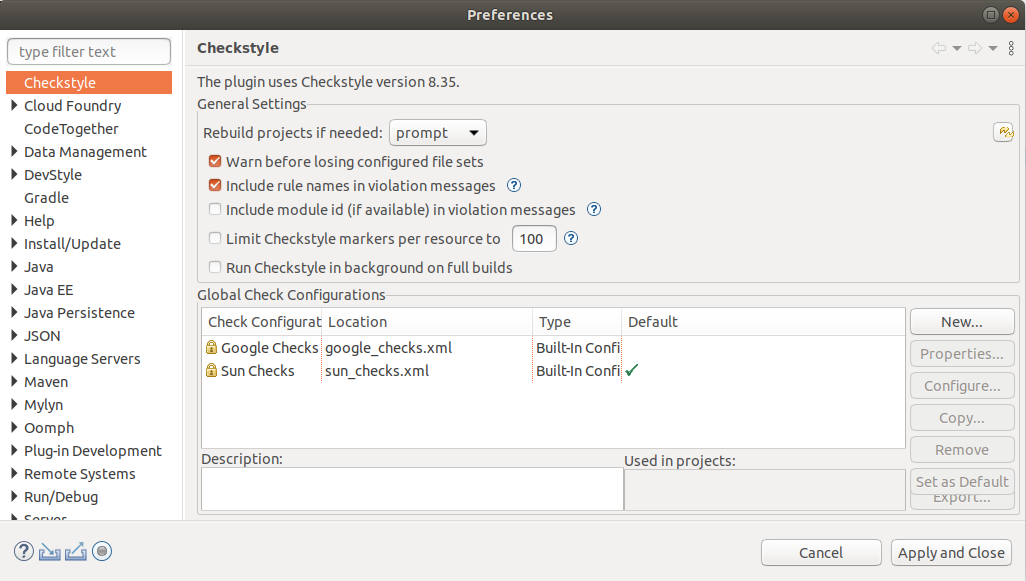 Preferences
type filter text
Checkstyle
Cloud Foundry
CodeTogether
Data Management
DevStyle
Gradle
Help
Install/Update
Java
Java EE
Java Persistence
JSON
Language Servers
Maven
Mylyn
Oomph
Plug-in Development
Remote Systems
Run/Debug
Server
Checkstyle
The plugin uses Checkstyle version 8.35.
General Settings
Rebuild projects if needed: prompt
Warn before losing configured file sets
Include rule names in violation messages
Include module id (if available) in violation messages
Limit Checkstyle markers per resource to 100
Run Checkstyle in background on full builds
Global Check Configurations
Check Configurat Location Type Default
Google Checks google_checks.xml Built-In Confi
Sun Checks sun_checks.xml Built-In Confi
New...
Properties...
Configure...
Copy...
Remove
Set as Default
Export...
Description:
Used in projects:
Cancel
Apply and Close